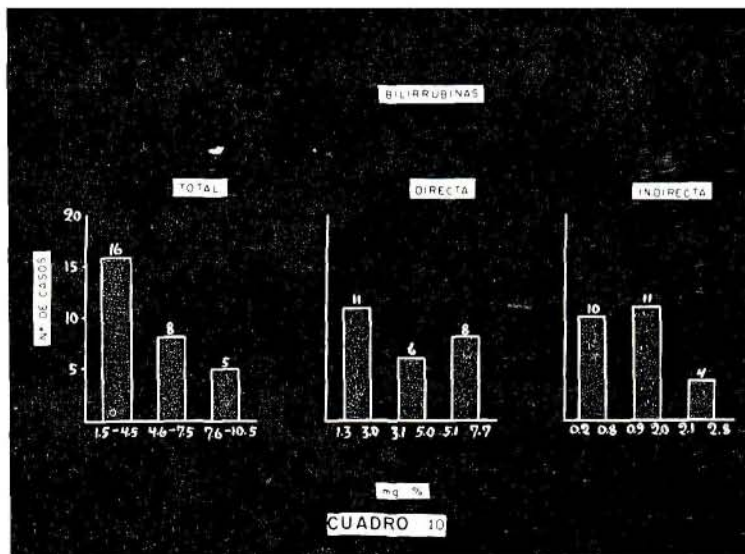 BILIRRUBINAS
TOTAL
DIRECTA
INDIRECTA
Nº DE CASOS
20
15
10
5
16
8
5
11
6
8
10
11
4
1.5-4.5 4.6-7.5 7.6-10.5
1.3 3.0 3.1 5.0 5.1 7.7
0.2 0.8 0.9 2.0 2.1 2.8
mg %
CUADRO 10